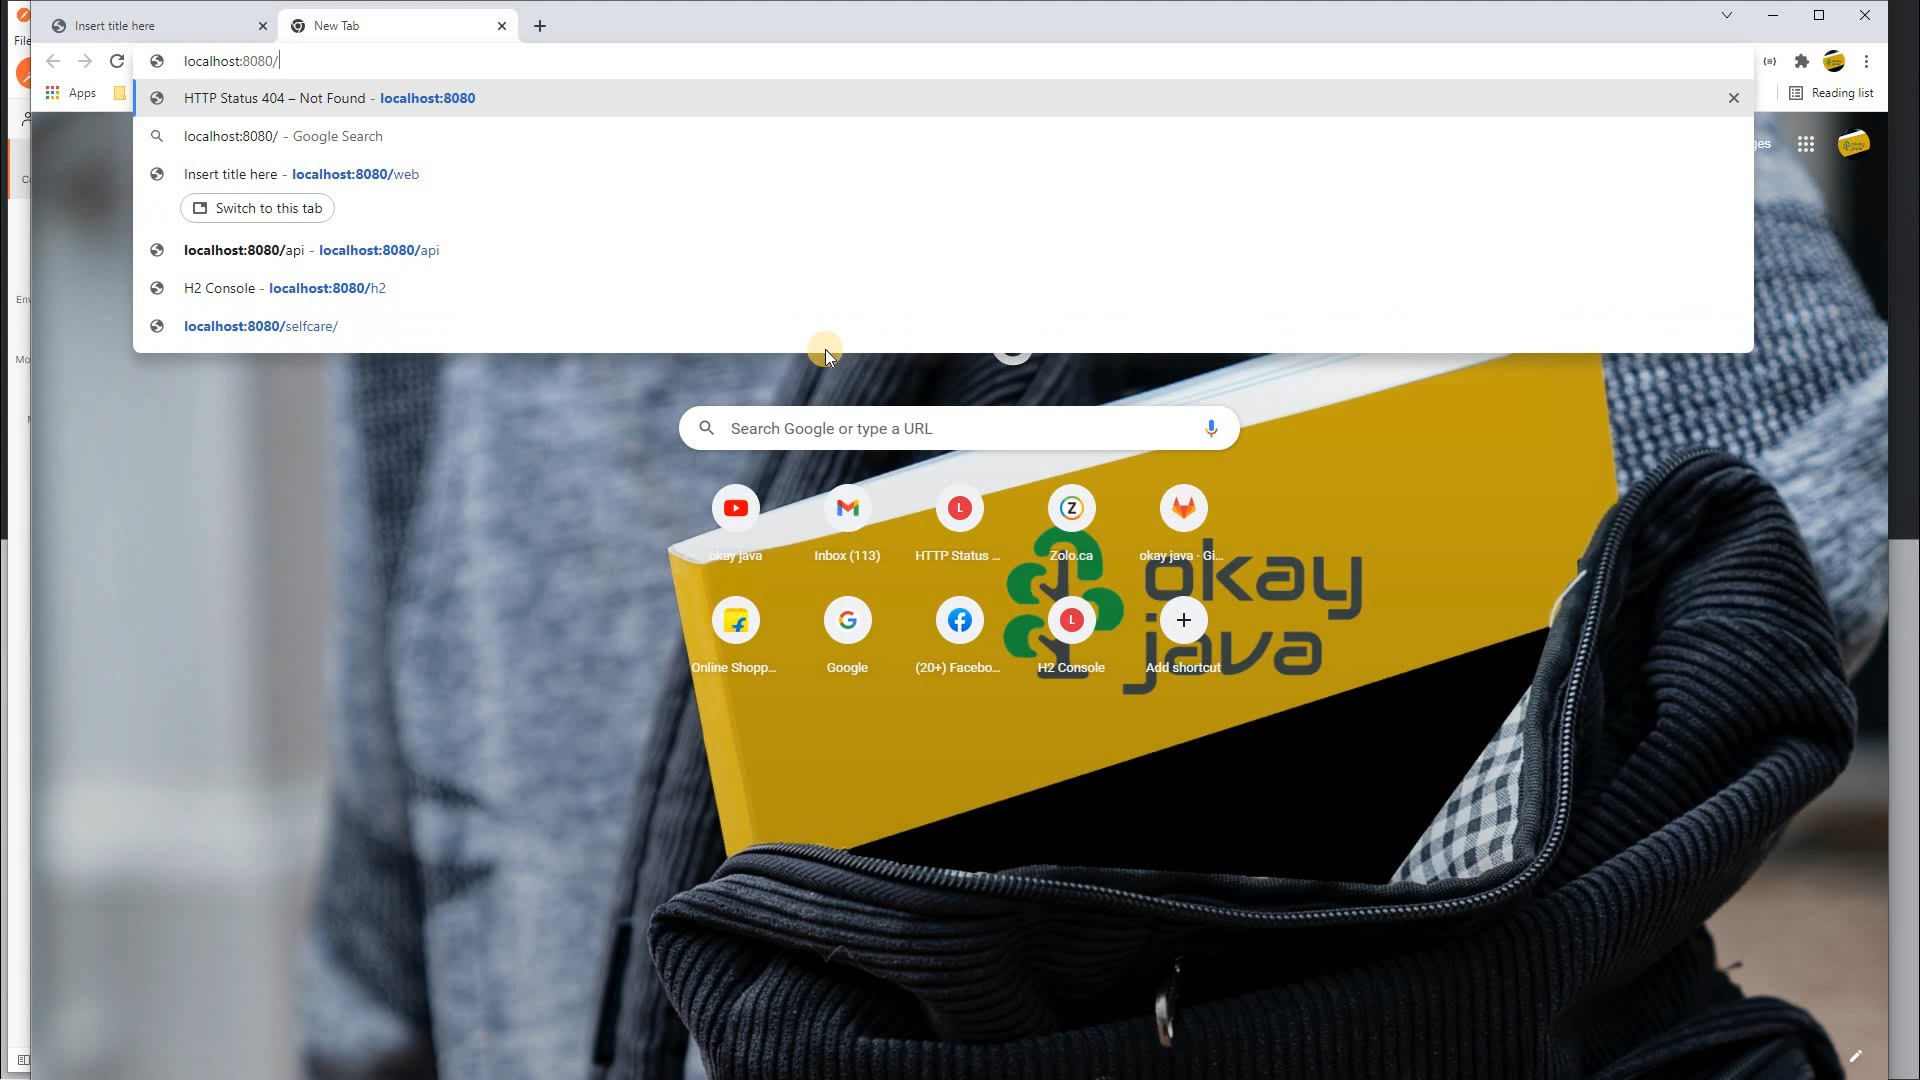 Insert title here
New Tab
File
localhost:8080/
Apps
Reading list
HTTP Status 404 – Not Found - localhost:8080
localhost:8080/ - Google Search
Insert title here - localhost:8080/web
Switch to this tab
localhost:8080/api - localhost:8080/api
H2 Console - localhost:8080/h2
localhost:8080/selfcare/
Search Google or type a URL
L
Z
okay java
Inbox (113)
HTTP Status ...
Zolo.ca
okay java · Gi...
okay
java
L
Online Shopp...
Google
(20+) Facebo...
H2 Console
Add shortcut